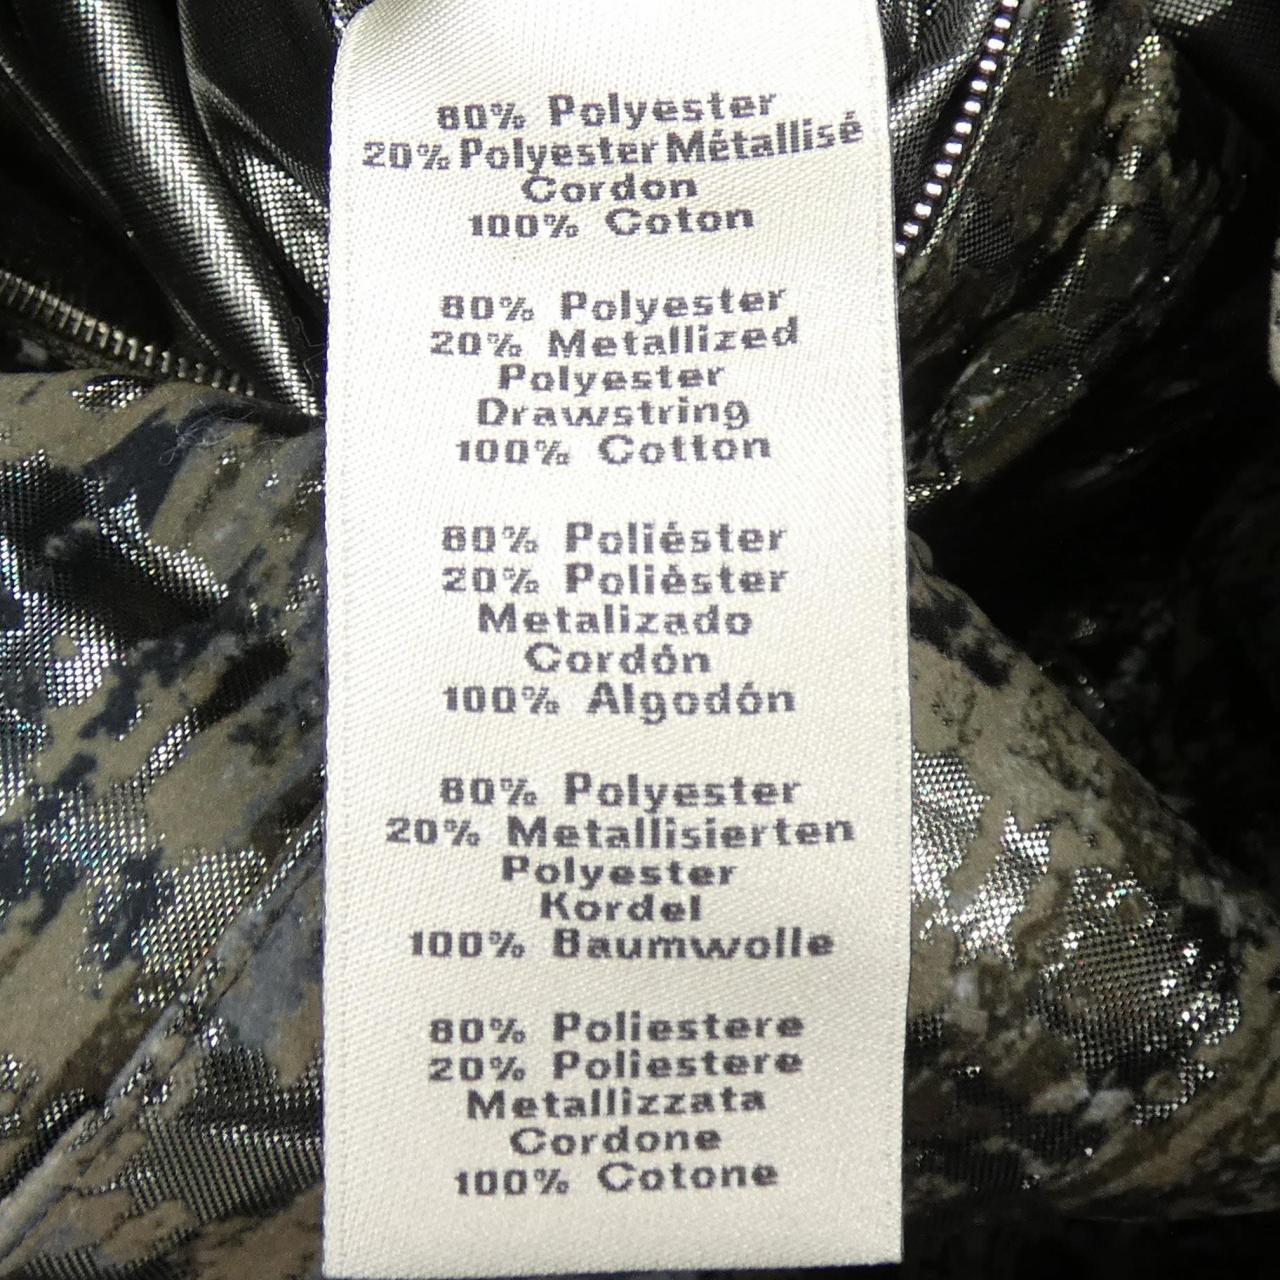 80% Polyester
20% Polyester Métallisé
Cordon
100% Coton
80% Polyester
20% Metallized
Polyester
Drawstring
100% Cotton
80% Poliéster
20% Poliéster
Metalizado
Cordón
100% Algodón
80% Polyester
20% Metallisierten
Polyester
Kordel
100% Baumwolle
80% Poliestere
20% Poliestere
Metallizzata
Cordone
100% Cotone